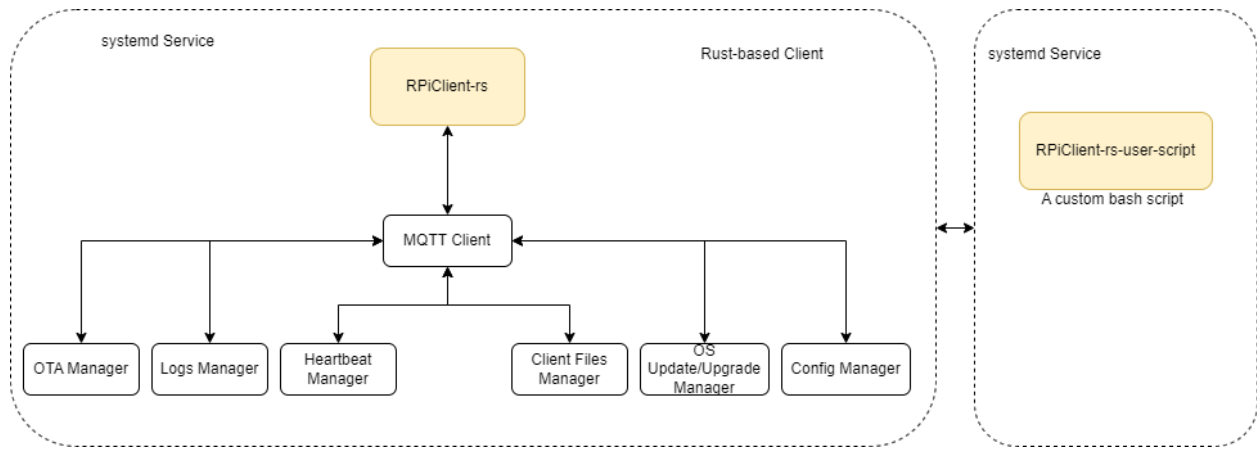 systemd Service
Rust-based Client
systemd Service
RPiClient-rs
RPiClient-rs-user-script
A custom bash script
MQTT Client
OTA Manager
Logs Manager
Heartbeat
Manager
Client Files
Manager
OS
Update/Upgrade
Manager
Config Manager